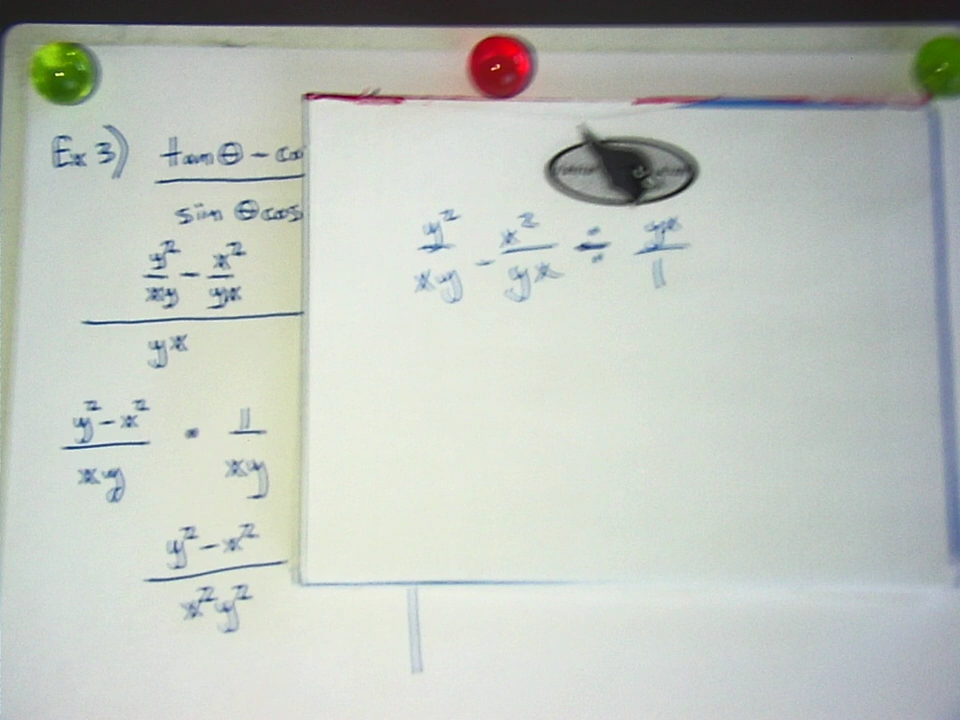 Ex 3) tan θ - co
sin θ cos
y²/xy - x²/yx
yx
y² - x²/xy · 1/xy
y² - x²/x²y²
y²/xy - x²/yx ÷ yx/1